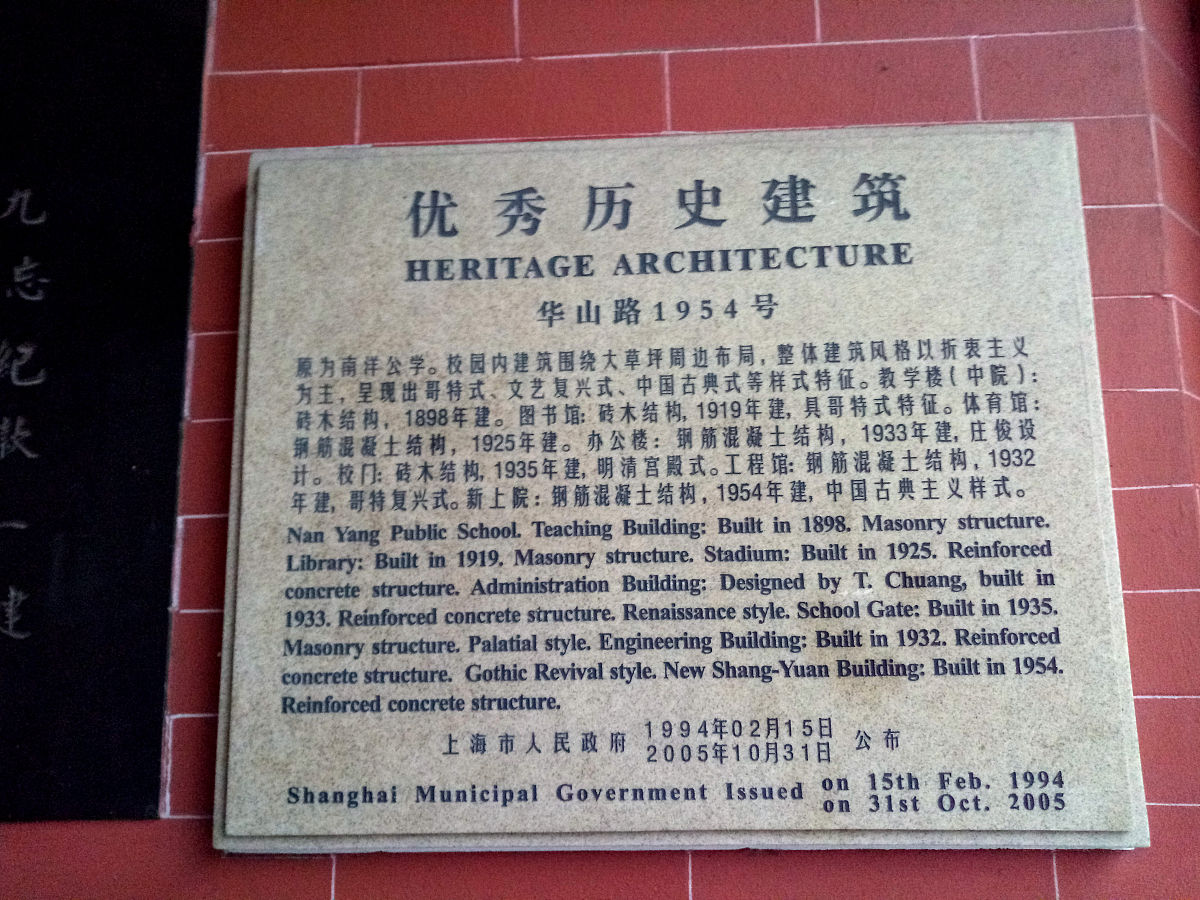 优秀历史建筑
HERITAGE ARCHITECTURE
华山路1954号
原为南洋公学。校园内建筑围绕大草坪周边布局，整体建筑风格以折衷主义
为主，呈现出哥特式、文艺复兴式、中国古典式等样式特征。教学楼（中院）：
砖木结构，1898年建。图书馆：砖木结构，1919年建，具哥特式特征。体育馆：
钢筋混凝土结构，1925年建。办公楼：钢筋混凝土结构，1933年建，庄俊设
计。校门：砖木结构，1935年建，明清宫殿式。工程馆：钢筋混凝土结构，1932
年建，哥特复兴式。新上院：钢筋混凝土结构，1954年建，中国古典主义样式。
Nan Yang Public School. Teaching Building: Built in 1898. Masonry structure.
Library: Built in 1919. Masonry structure. Stadium: Built in 1925. Reinforced
concrete structure. Administration Building: Designed by T. Chuang, built in
1933. Reinforced concrete structure. Renaissance style. School Gate: Built in 1935.
Masonry structure. Palatial style. Engineering Building: Built in 1932. Reinforced
concrete structure. Gothic Revival style. New Shang-Yuan Building: Built in 1954.
Reinforced concrete structure.
上海市人民政府 1994年02月15日 公布
2005年10月31日
Shanghai Municipal Government Issued on 15th Feb. 1994
on 31st Oct. 2005
九忘纪散一建